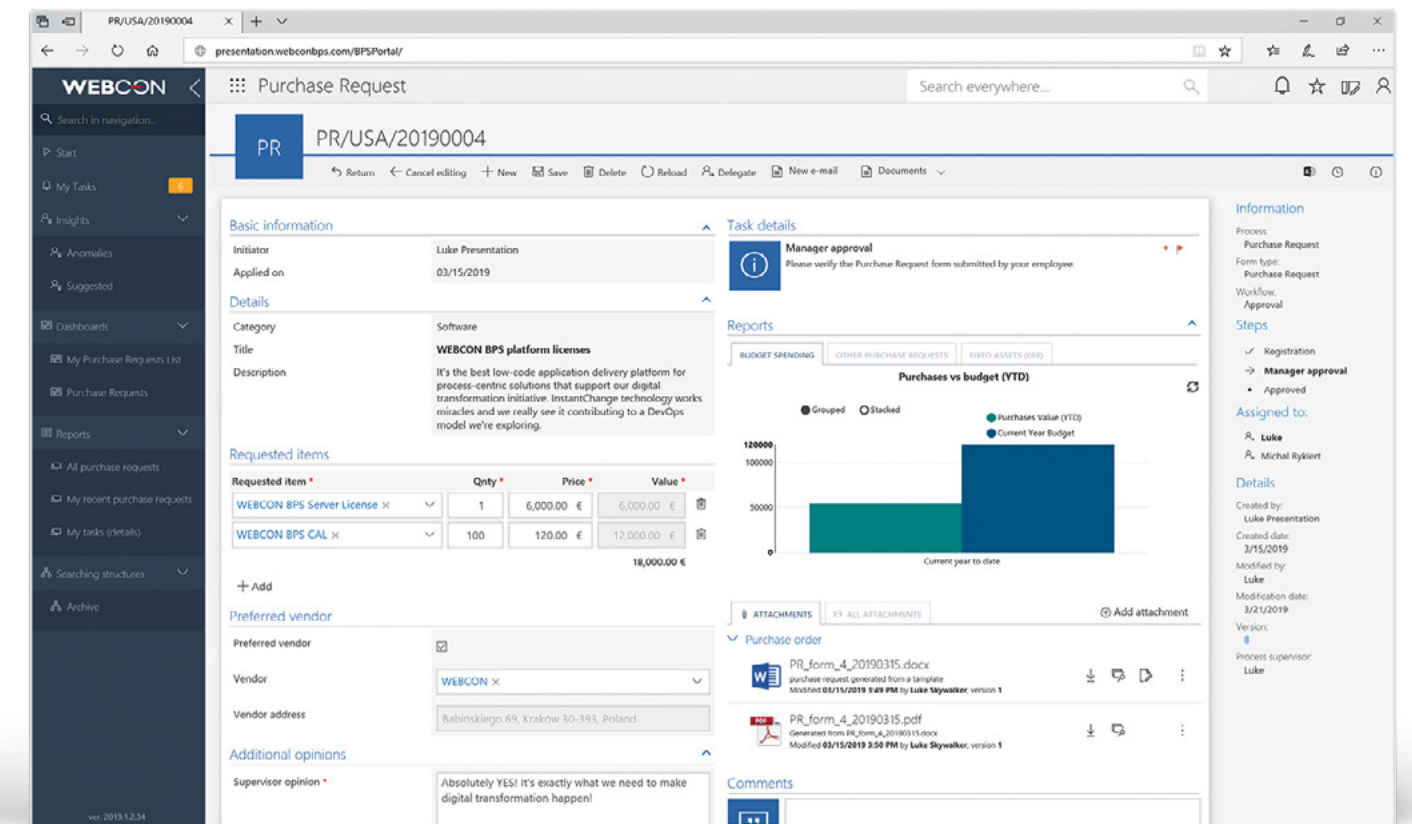 PR/USA/20190004
presentation.webconbps.com/BPSPortal/
WEBCON
Purchase Request
Search everywhere...
Search in navigation...
Start
My Tasks
6
Insights
Anomalies
Suggested
Dashboards
My Purchase Requests List
Purchase Requests
Reports
All purchase requests
My recent purchase requests
My tasks (details)
Searching structures
Archive
ver. 2019.1.2.34
PR
PR/USA/20190004
Return Cancel editing New Save Delete Reload Delegate New e-mail Documents
Basic information
Initiator Luke Presentation
Applied on 03/15/2019
Details
Category Software
Title WEBCON BPS platform licenses
Description It's the best low-code application delivery platform for
process-centric solutions that support our digital
transformation initiative. InstantChange technology works
miracles and we really see it contributing to a DevOps
model we're exploring.
Requested items
Requested item * Qnty * Price * Value *
WEBCON BPS Server License × 1 6,000.00 € 6,000.00 €
WEBCON BPS CAL × 100 120.00 € 12,000.00 €
18,000.00 €
+ Add
Preferred vendor
Preferred vendor
Vendor WEBCON ×
Vendor address Babińskiego 69, Kraków 30-393, Poland
Additional opinions
Supervisor opinion * Absolutely YES! It's exactly what we need to make
digital transformation happen!
Task details
Manager approval
Please verify the Purchase Request form submitted by your employee.
Reports
BUDGET SPENDING OTHER PURCHASE REQUESTS FIXED ASSETS (ERP)
Purchases vs budget (YTD)
Grouped Stacked
Purchases Value (YTD)
Current Year Budget
120000
100000
50000
0
Current year to date
ATTACHMENTS ALL ATTACHMENTS Add attachment
Purchase order
PR_form_4_20190315.docx
purchase request generated from a tamplate
Modified 03/15/2019 3:49 PM by Luke Skywalker, version 1
PR_form_4_20190315.pdf
Generated from PR_form_4_20190315.docx
Modified 03/15/2019 3:50 PM by Luke Skywalker, version 1
Comments
Information
Process:
Purchase Request
Form type:
Purchase Request
Workflow:
Approval
Steps
Registration
Manager approval
Approved
Assigned to:
Luke
Michal Rykiert
Details
Created by:
Luke Presentation
Created date:
3/15/2019
Modified by:
Luke
Modification date:
3/21/2019
Version:
8
Process supervisor:
Luke